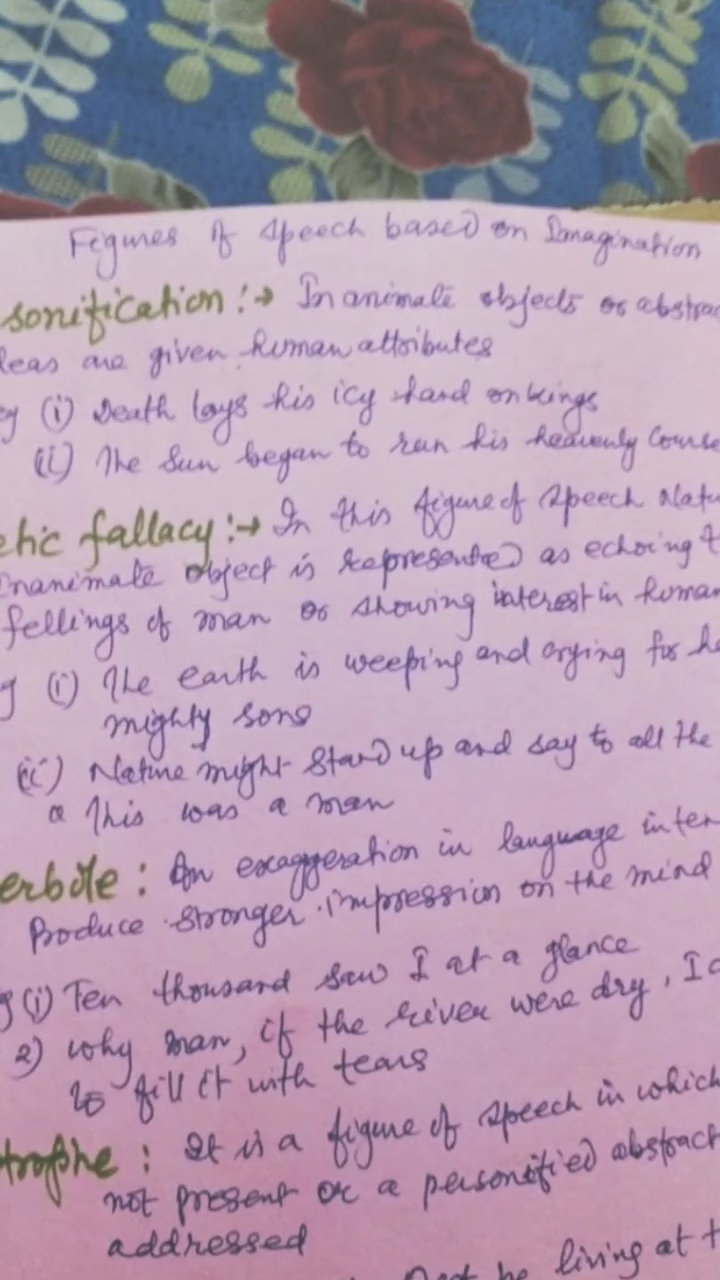 Figures of speech based on Imagination
sonification :→ Inanimate objects or abstrac
leas are given human attributes
eg (i) Death lays his icy hand on kings
(ii) The Sun began to run his heavenly Course
etic fallacy :→ In this figure of speech Natu
inanimate object is represented as echoing t
fellings of man or showing interest in human
g (i) The earth is weeping and crying for he
mighty sons
(ii) Nature might stand up and say to all the
this was a man
erbole : An exaggeration in language inten
Produce stronger impression on the mind
g (i) Ten thousand saw I at a glance
2) why man, if the river were dry, I a
to fill it with tears
trophe : It is a figure of speech in which
not present or a personified abstract
addressed
be living at t